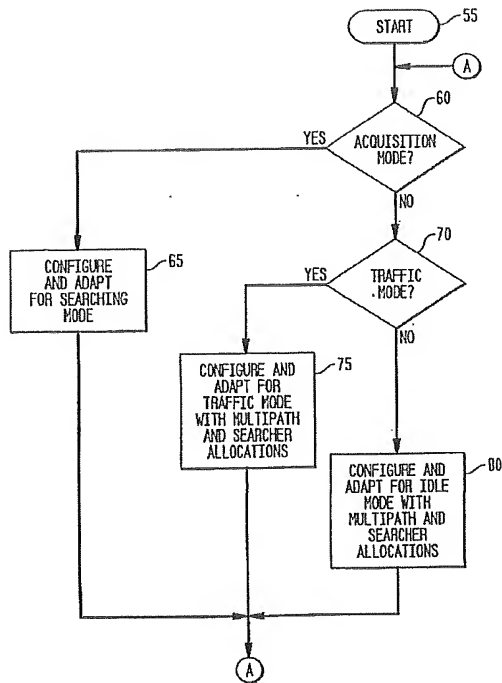 START
55
A
60
YES
ACQUISITION
MODE?
NO
70
65
CONFIGURE
AND ADAPT
FOR SEARCHING
MODE
YES
TRAFFIC
MODE?
NO
75
CONFIGURE AND
ADAPT FOR
TRAFFIC MODE
WITH MULTIPATH
AND SEARCHER
ALLOCATIONS
80
CONFIGURE AND
ADAPT FOR IDLE
MODE WITH
MULTIPATH AND
SEARCHER
ALLOCATIONS
A